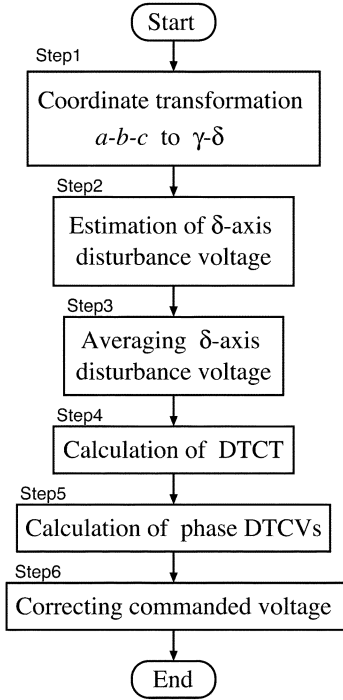 Start
Step1
Coordinate transformation
a-b-c to γ-δ
Step2
Estimation of δ-axis
disturbance voltage
Step3
Averaging δ-axis
disturbance voltage
Step4
Calculation of DTCT
Step5
Calculation of phase DTCVs
Step6
Correcting commanded voltage
End